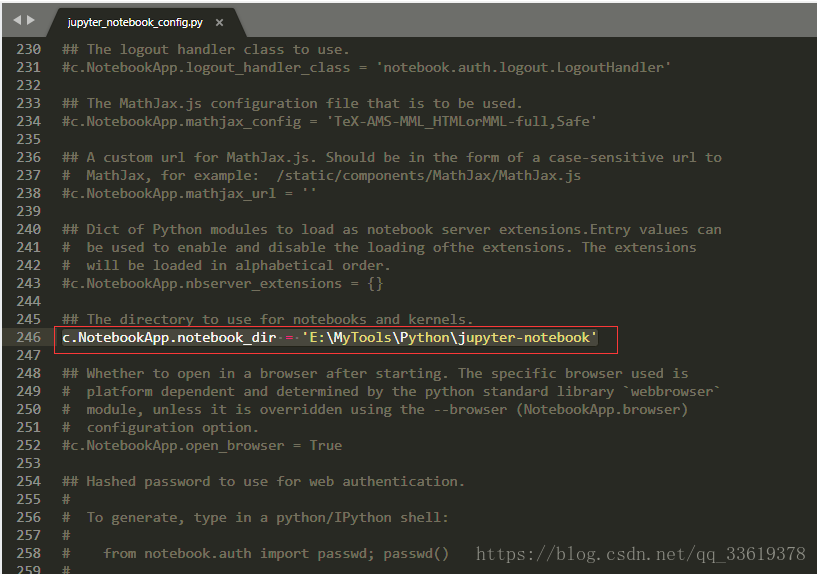 jupyter_notebook_config.py ×
230 ## The logout handler class to use.
231 #c.NotebookApp.logout_handler_class = 'notebook.auth.logout.LogoutHandler'
232
233 ## The MathJax.js configuration file that is to be used.
234 #c.NotebookApp.mathjax_config = 'TeX-AMS-MML_HTMLorMML-full,Safe'
235
236 ## A custom url for MathJax.js. Should be in the form of a case-sensitive url to
237 #  MathJax, for example:  /static/components/MathJax/MathJax.js
238 #c.NotebookApp.mathjax_url = ''
239
240 ## Dict of Python modules to load as notebook server extensions.Entry values can
241 #  be used to enable and disable the loading ofthe extensions. The extensions
242 #  will be loaded in alphabetical order.
243 #c.NotebookApp.nbserver_extensions = {}
244
245 ## The directory to use for notebooks and kernels.
246 c.NotebookApp.notebook_dir = 'E:\MyTools\Python\jupyter-notebook'
247
248 ## Whether to open in a browser after starting. The specific browser used is
249 #  platform dependent and determined by the python standard library `webbrowser`
250 #  module, unless it is overridden using the --browser (NotebookApp.browser)
251 #  configuration option.
252 #c.NotebookApp.open_browser = True
253
254 ## Hashed password to use for web authentication.
255 #
256 #  To generate, type in a python/IPython shell:
257 #
258 #    from notebook.auth import passwd; passwd()
https://blog.csdn.net/qq_33619378
259 #